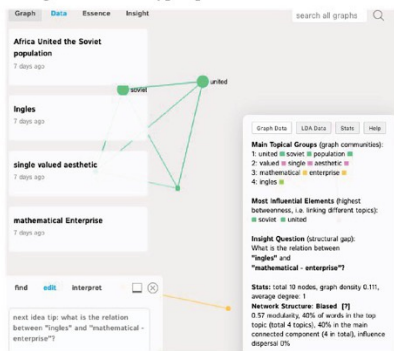 Graph Data Essence Insight
search all graphs
Africa United the Soviet
population
7 days ago
Ingles
7 days ago
single valued aesthetic
7 days ago
mathematical Enterprise
7 days ago
soviet
united
find edit interpret
next idea tip: what is the relation
between "ingles" and "mathematical -
enterprise"?
Graph Data LDA Data Stats Help
Main Topical Groups (graph communities):
1: united soviet population
2: valued single aesthetic
3: mathematical enterprise
4: ingles
Most Influential Elements (highest
betweenness, i.e. linking different topics):
soviet united
Insight Question (structural gap):
What is the relation between
"ingles" and
"mathematical - enterprise"?
Stats: total 10 nodes, graph density 0.111,
average degree: 1
Network Structure: Biased [?]
0.57 modularity, 40% of words in the top
topic (total 4 topics), 40% in the main
connected component (4 in total), influence
dispersal 0%